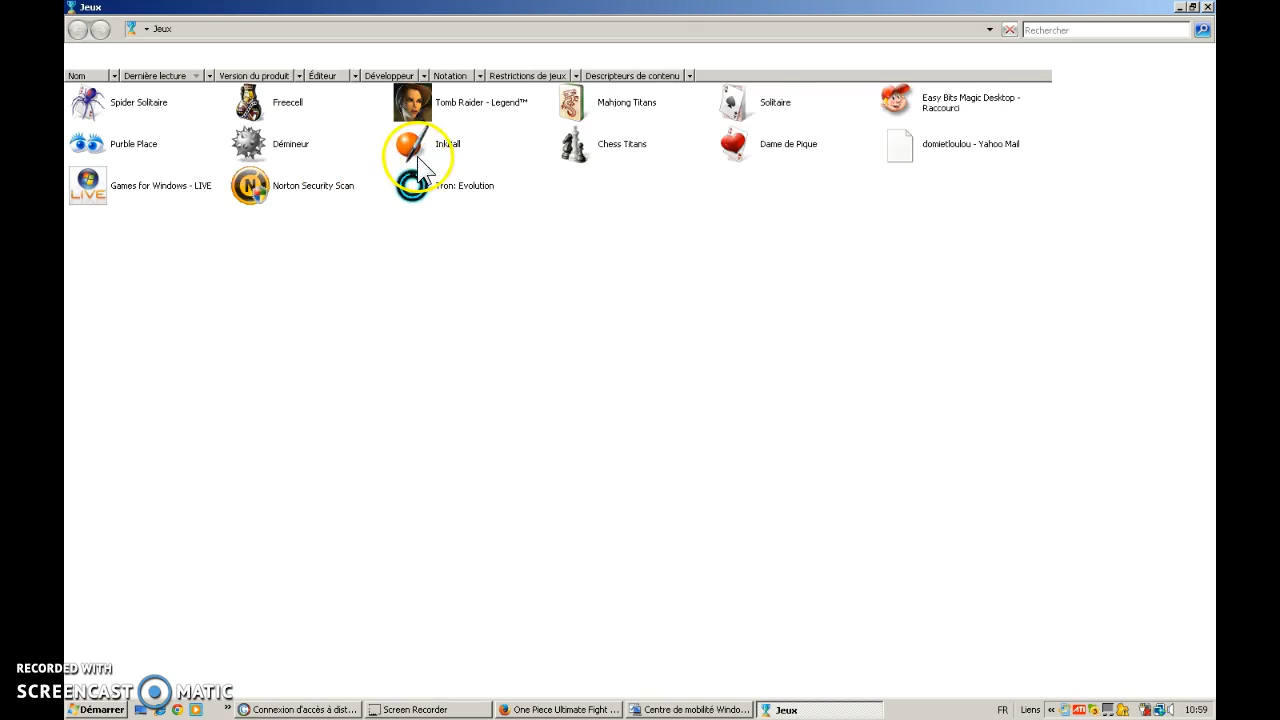 Jeux
Jeux
Rechercher
Nom Dernière lecture Version du produit Éditeur Développeur Notation Restrictions de jeux Descripteurs de contenu
Spider Solitaire Freecell Tomb Raider - Legend™ Mahjong Titans Solitaire Easy Bits Magic Desktop -
Raccourci
Purble Place Démineur InkBall Chess Titans Dame de Pique domietloulou - Yahoo Mail
Games for Windows - LIVE Norton Security Scan Tron: Evolution
LIVE
RECORDED WITH
SCREENCAST MATIC
Démarrer » Connexion d'accès à dist... Screen Recorder One Piece Ultimate Fight ... Centre de mobilité Windo... Jeux FR Liens « 10:59